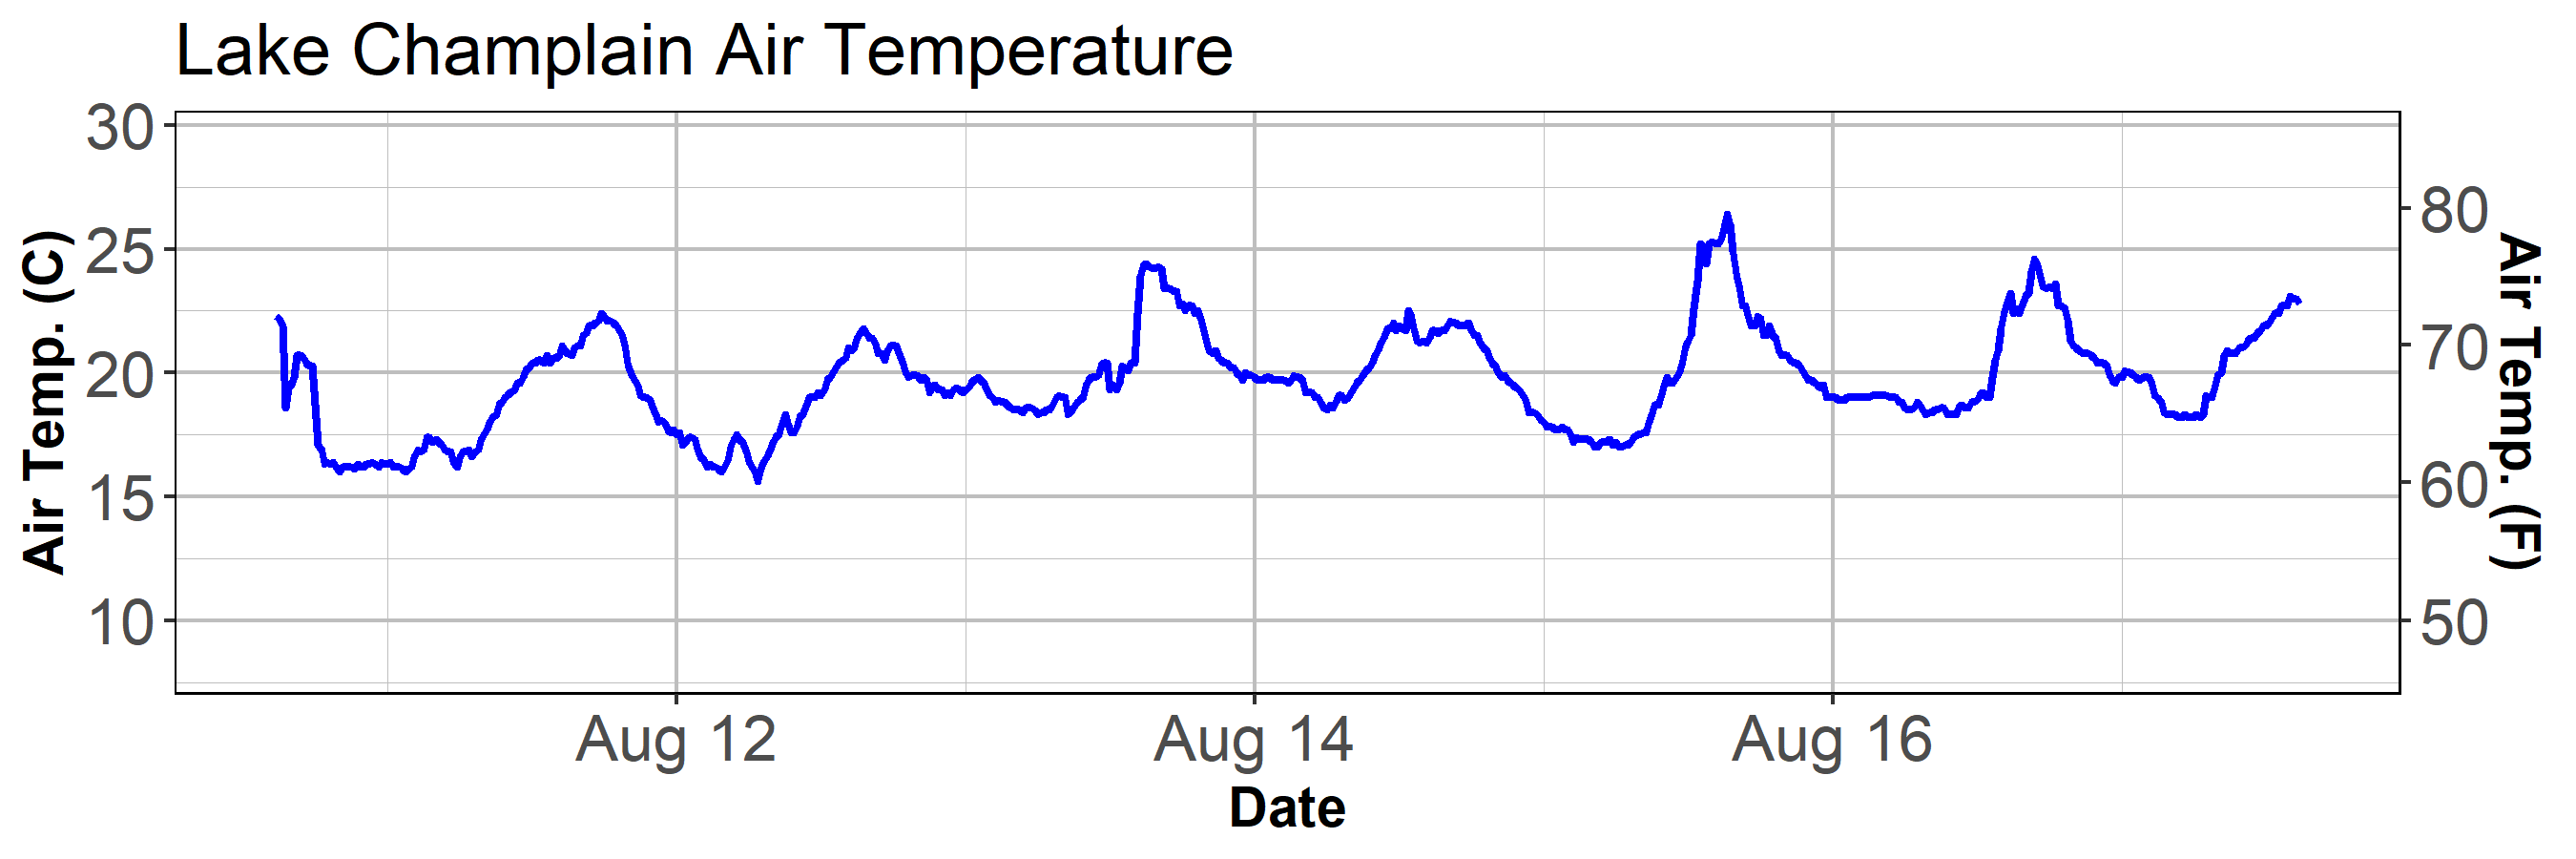 Lake Champlain Air Temperature
30
25
20
15
10
Air Temp. (C)
80
70
60
50
Air Temp. (F)
Aug 12 Aug 14 Aug 16
Date